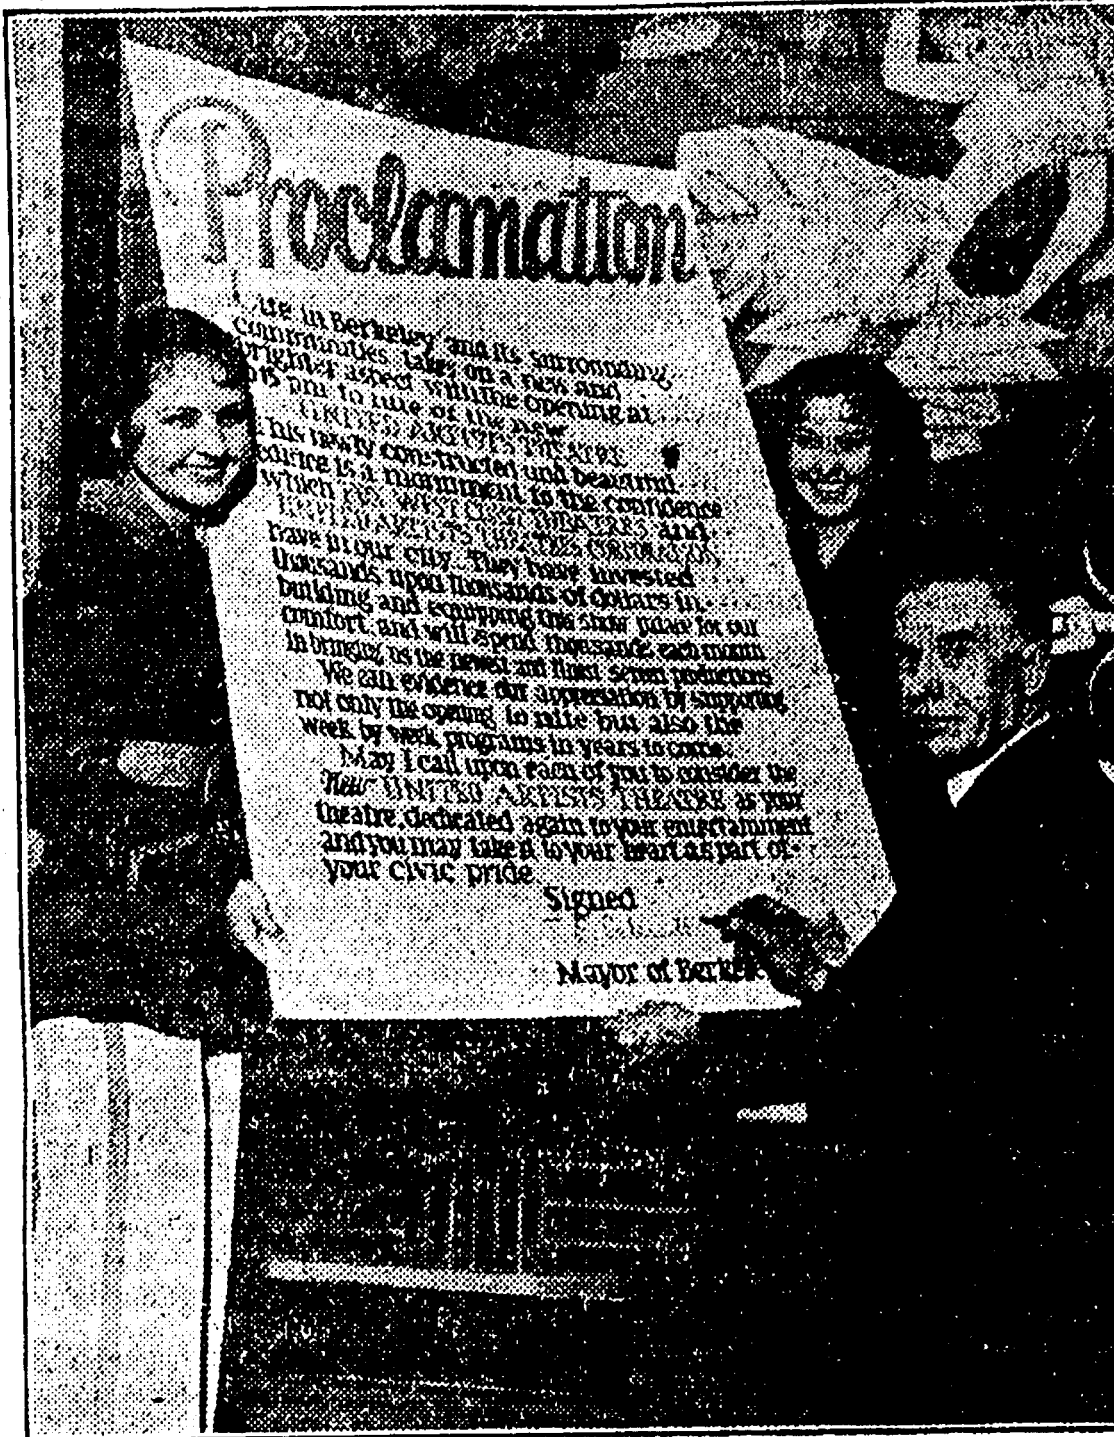 Proclamation
Life in Berkeley and its surrounding
communities takes on a new and
brighter aspect with the opening at
pm to nite of the New
UNITED ARTISTS THEATRE
This newly constructed and beautiful
edifice is a monument to the confidence
which FOX WEST COAST THEATRES and
UNITED ARTISTS THEATRES CORPORATION
have in our city. They have invested
thousands upon thousands of dollars in
building and equipping this show palace for our
comfort, and will spend thousands each month
in bringing us the newest and finest screen productions
We can evidence our appreciation by supporting
not only the opening to nite but also the
week by week programs in years to come.
May I call upon each of you to consider the
New UNITED ARTISTS THEATRE as your
theatre, dedicated again to your entertainment
and you may take it to your heart as part of
your civic pride
Signed
Mayor of Berkele